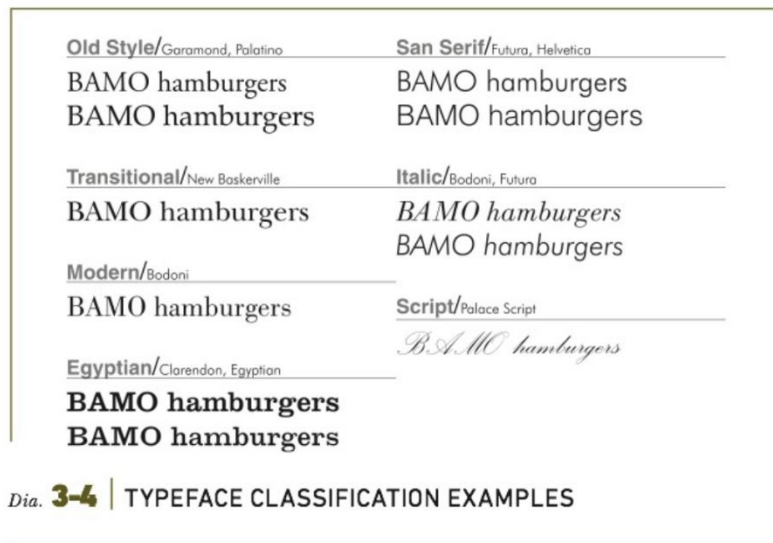 Old Style/Garamond, Palatino
BAMO hamburgers
BAMO hamburgers
Transitional/New Baskerville
BAMO hamburgers
Modern/Bodoni
BAMO hamburgers
Egyptian/Clarendon, Egyptian
BAMO hamburgers
BAMO hamburgers
San Serif/Futura, Helvetica
BAMO hamburgers
BAMO hamburgers
Italic/Bodoni, Futura
BAMO hamburgers
BAMO hamburgers
Script/Palace Script
BAMO hamburgers
Dia. 3-4 | TYPEFACE CLASSIFICATION EXAMPLES